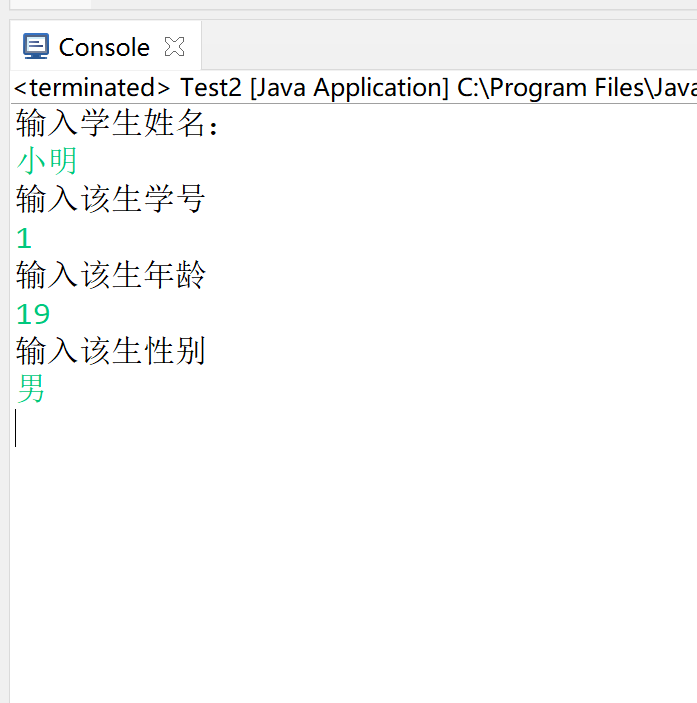 Console
<terminated> Test2 [Java Application] C:\Program Files\Java
输入学生姓名：
小明
输入该生学号
1
输入该生年龄
19
输入该生性别
男